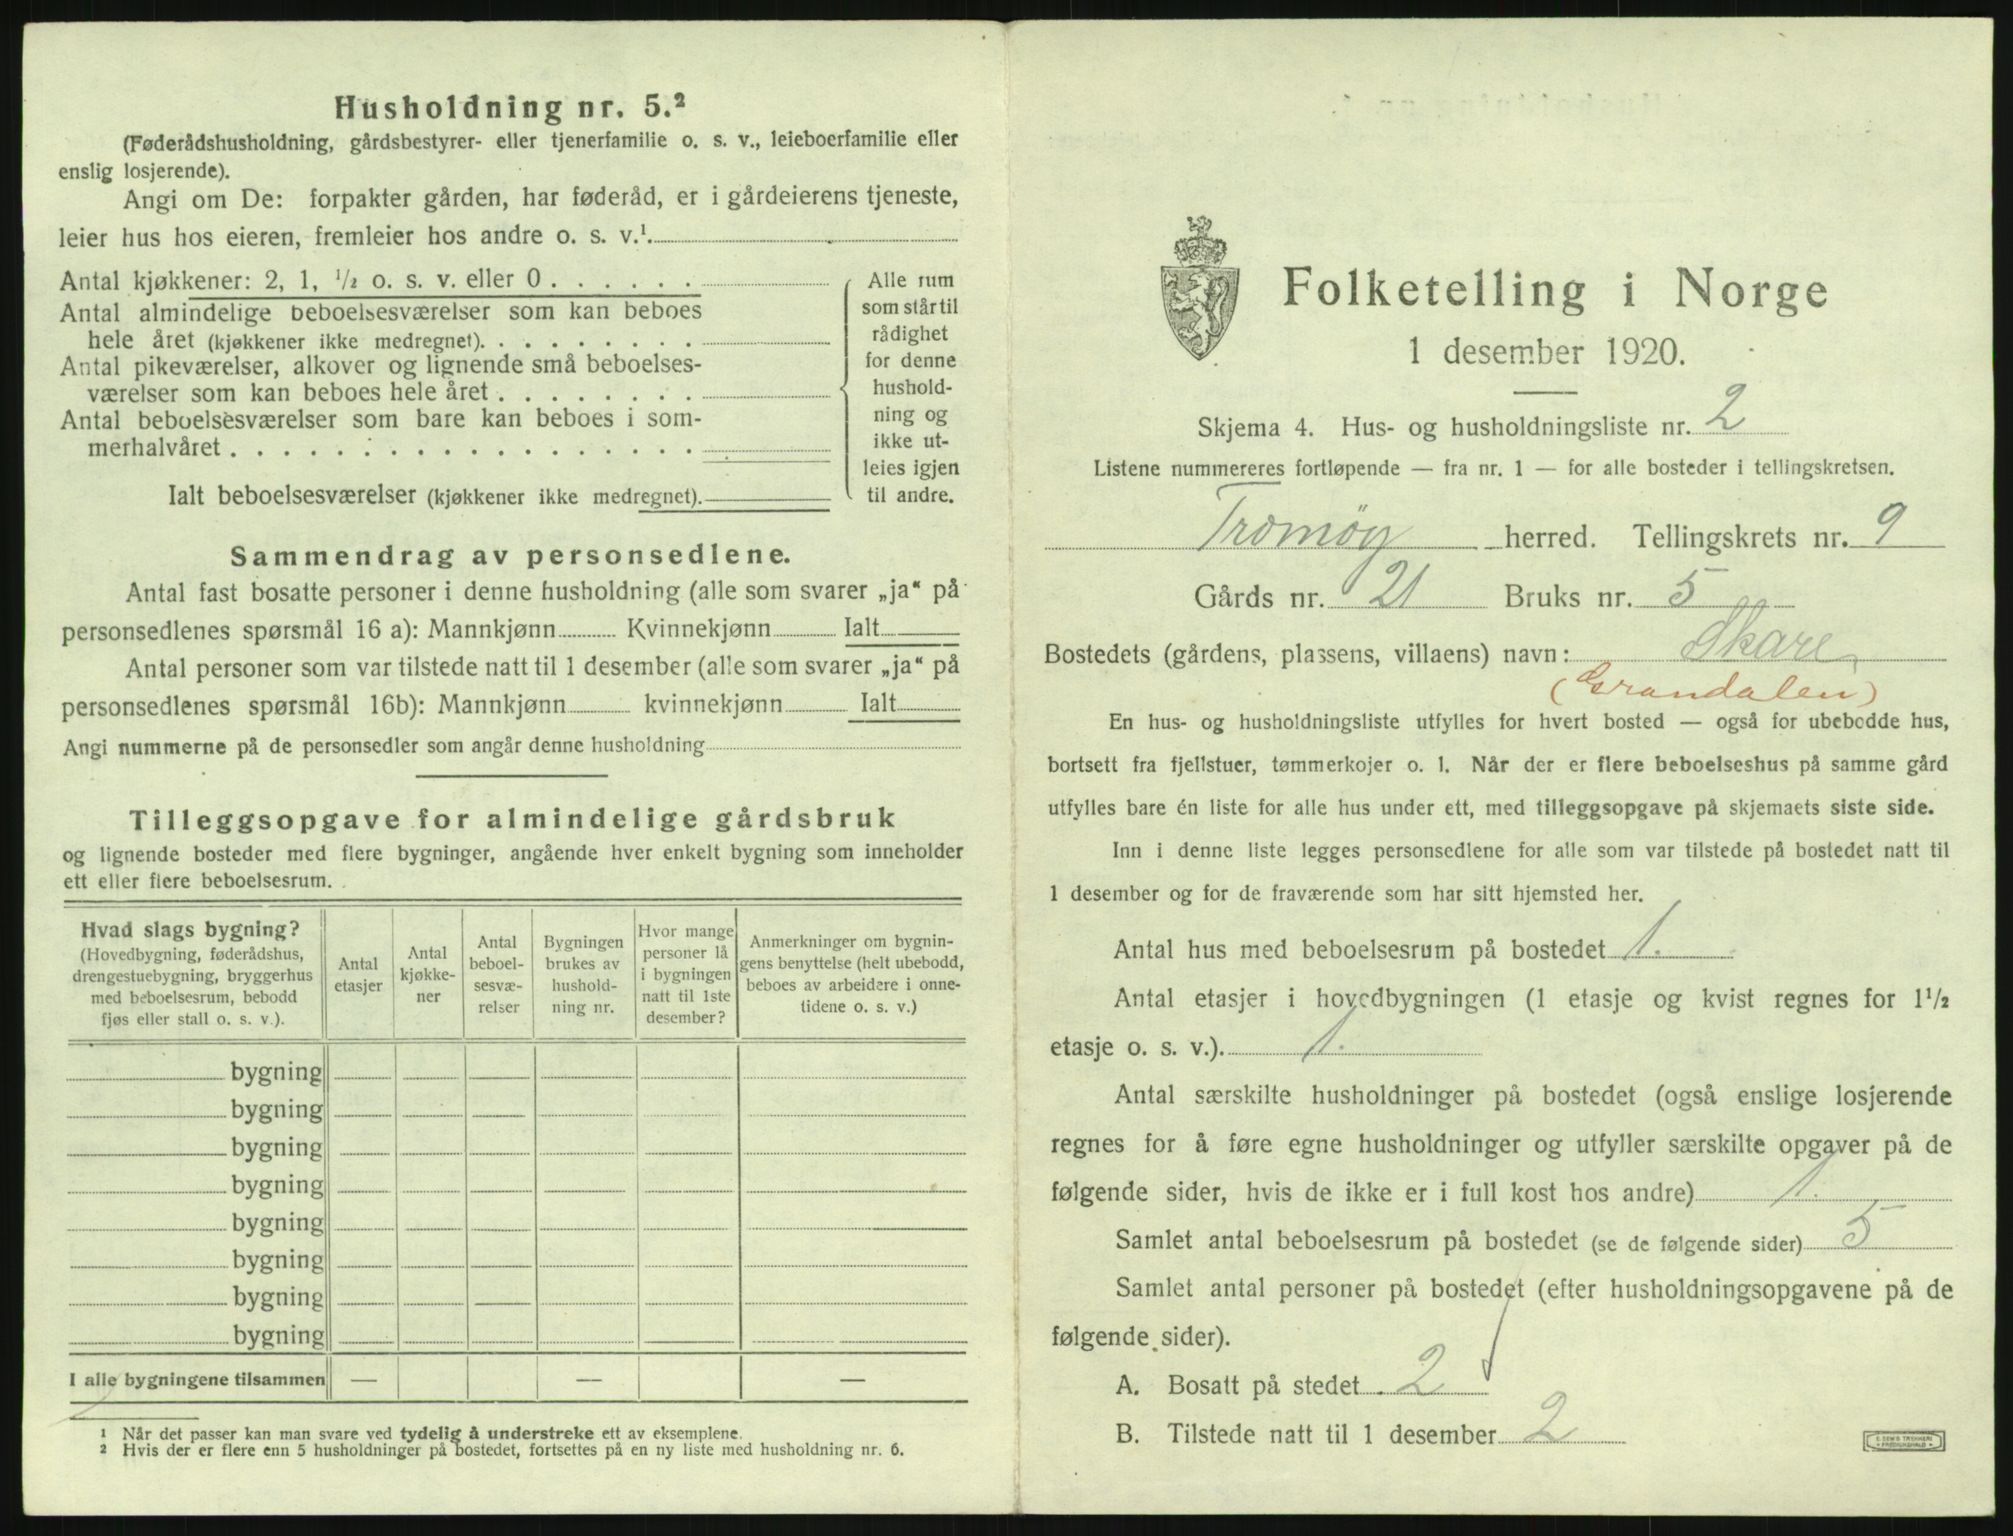 Husholdning nr. 5.²
(Føderådshusholdning, gårdsbestyrer- eller tjenerfamilie o. s. v., leieboerfamilie eller
enslig losjerende).
Angi om De: forpakter gården, har føderåd, er i gårdeierens tjeneste,
leier hus hos eieren, fremleier hos andre o. s. v.¹
Antal kjøkkener: 2, 1, ½ o. s. v. eller 0 . . . . . .
Antal almindelige beboelsesværelser som kan beboes
hele året (kjøkkener ikke medregnet). . . . . . . . .
Antal pikeværelser, alkover og lignende små beboelses-
værelser som kan beboes hele året . . . . . . . .
Antal beboelsesværelser som bare kan beboes i som-
merhalvåret . . . . . . . . . . . . . . . . . .
Ialt beboelsesværelser (kjøkkener ikke medregnet).
Alle rum
som står til
rådighet
for denne
hushold-
ning og
ikke ut-
leies igjen
til andre.
Sammendrag av personsedlene.
Antal fast bosatte personer i denne husholdning (alle som svarer „ja“ på
personsedlenes spørsmål 16 a): Mannkjønn Kvinnekjønn Ialt
Antal personer som var tilstede natt til 1 desember (alle som svarer „ja“ på
personsedlenes spørsmål 16b): Mannkjønn kvinnekjønn Ialt
Angi nummerne på de personsedler som angår denne husholdning
Tilleggsopgave for almindelige gårdsbruk
og lignende bosteder med flere bygninger, angående hver enkelt bygning som inneholder
ett eller flere beboelsesrum.
Hvad slags bygning?
(Hovedbygning, føderådshus,
drengestuebygning, bryggerhus
med beboelsesrum, bebodd
fjøs eller stall o. s. v.).
Antal
etasjer
Antal
kjøkke-
ner
Antal
beboel-
sesvæ-
relser
Bygningen
brukes av
hushold-
ning nr.
Hvor mange
personer lå
i bygningen
natt til 1ste
desember?
Anmerkninger om bygnin-
gens benyttelse (helt ubebodd,
beboes av arbeidere i onne-
tidene o. s. v.)
bygning
bygning
bygning
bygning
bygning
bygning
bygning
bygning
I alle bygningene tilsammen — — —
¹ Når det passer kan man svare ved tydelig å understreke ett av eksemplene.
² Hvis der er flere enn 5 husholdninger på bostedet, fortsettes på en ny liste med husholdning nr. 6.
Folketelling i Norge
1 desember 1920.
Skjema 4. Hus- og husholdningsliste nr. 2
Listene nummereres fortløpende — fra nr. 1 — for alle bosteder i tellingskretsen.
Tromøy herred. Tellingskrets nr. 9
Gårds nr. 21 Bruks nr. 5
Bostedets (gårdens, plassens, villaens) navn: Skare
(Grandalen)
En hus- og husholdningsliste utfylles for hvert bosted — også for ubebodde hus,
bortsett fra fjellstuer, tømmerkojer o. l. Når der er flere beboelseshus på samme gård
utfylles bare én liste for alle hus under ett, med tilleggsopgave på skjemaets siste side.
Inn i denne liste legges personsedlene for alle som var tilstede på bostedet natt til
1 desember og for de fraværende som har sitt hjemsted her.
Antal hus med beboelsesrum på bostedet 1.
Antal etasjer i hovedbygningen (1 etasje og kvist regnes for 1½
etasje o. s. v.). 1.
Antal særskilte husholdninger på bostedet (også enslige losjerende
regnes for å føre egne husholdninger og utfyller særskilte opgaver på de
følgende sider, hvis de ikke er i full kost hos andre) 1.
Samlet antal beboelsesrum på bostedet (se de følgende sider) 5
Samlet antal personer på bostedet (efter husholdningsopgavene på de
følgende sider).
A. Bosatt på stedet 2
B. Tilstede natt til 1 desember 2